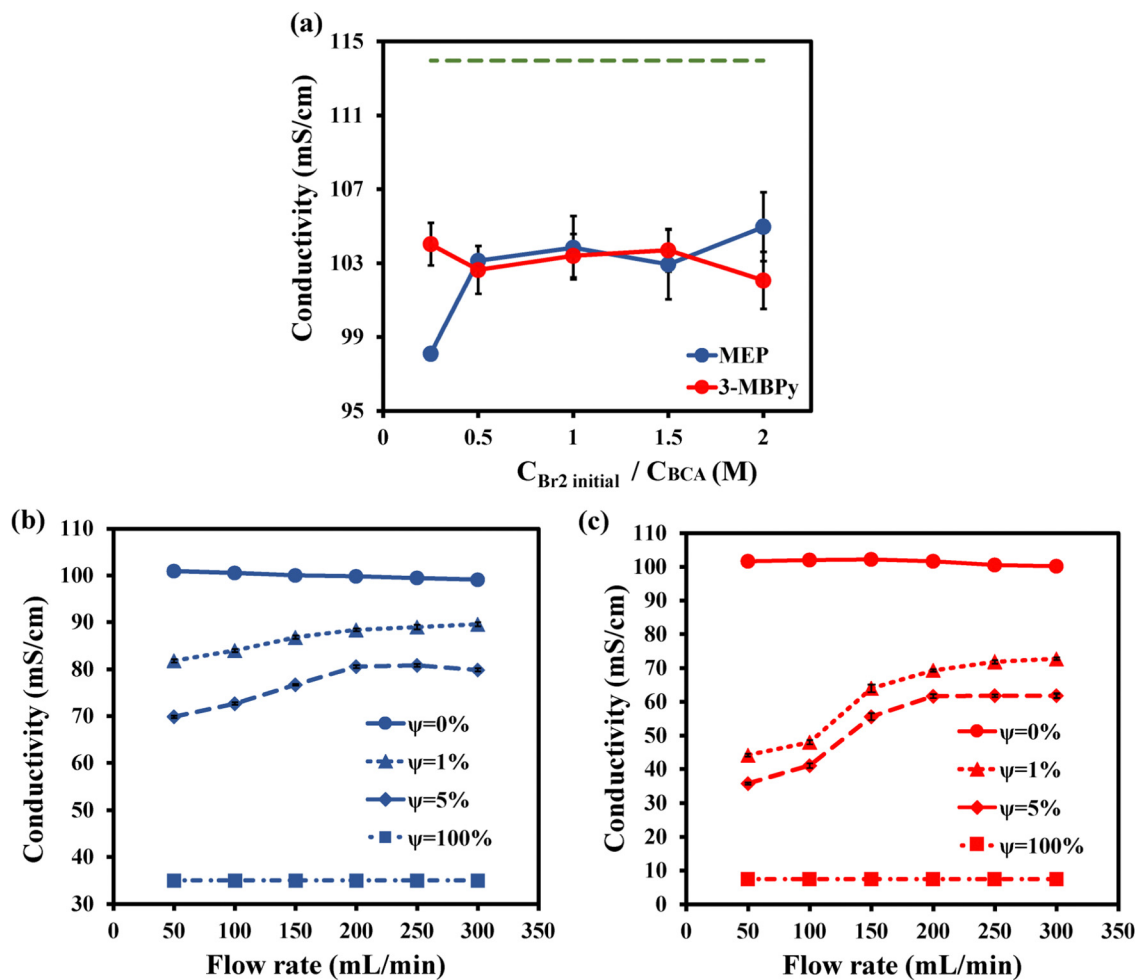 (a)
Conductivity (mS/cm)
115
111
107
103
99
95
0
0.5
1
1.5
2
MEP
3-MBPy
C_Br2 initial / C_BCA (M)
(b)
Conductivity (mS/cm)
110
100
90
80
70
60
50
40
30
0
50
100
150
200
250
300
350
ψ=0%
ψ=1%
ψ=5%
ψ=100%
Flow rate (mL/min)
(c)
Conductivity (mS/cm)
110
100
90
80
70
60
50
40
30
20
10
0
0
50
100
150
200
250
300
350
ψ=0%
ψ=1%
ψ=5%
ψ=100%
Flow rate (mL/min)